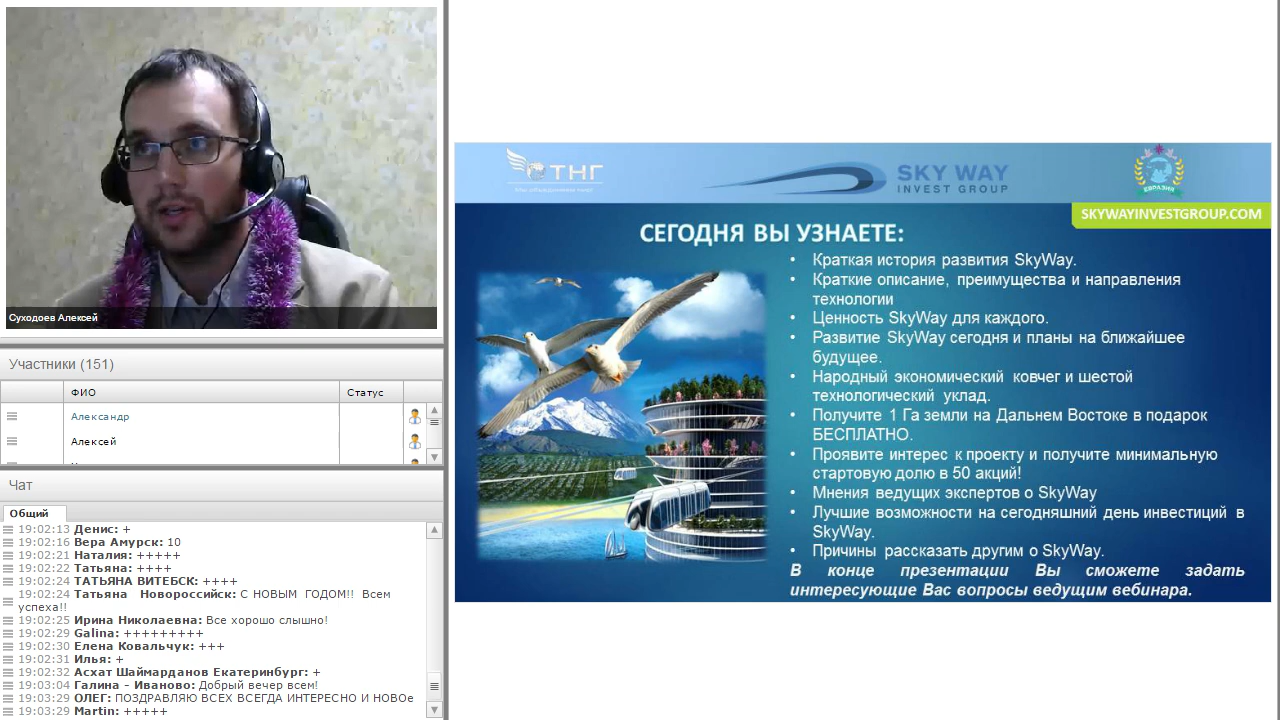 Суходоев Алексей
Участники (151)
ФИО
Статус
Александр
Алексей
Чат
Общий
19:02:13 Денис: +
19:02:16 Вера Амурск: 10
19:02:21 Наталия: +++++
19:02:22 Татьяна: ++++
19:02:24 ТАТЬЯНА ВИТЕБСК: ++++
19:02:24 Татьяна Новороссийск: С НОВЫМ ГОДОМ!! Всем
успеха!!
19:02:25 Ирина Николаевна: Все хорошо слышно!
19:02:29 Galina: +++++++++
19:02:30 Елена Ковальчук: +++
19:02:31 Илья: +
19:02:32 Асхат Шаймарданов Екатеринбург: +
19:03:04 Галина - Иваново: Добрый вечер всем!
19:03:29 ОЛЕГ: ПОЗДРАВЛЯЮ ВСЕХ ВСЕГДА ИНТЕРЕСНО И НОВОе
19:03:29 Martin: +++++
ТНГ
SKY WAY
INVEST GROUP
ЕВРАЗИЯ
SKYWAYINVESTGROUP.COM
СЕГОДНЯ ВЫ УЗНАЕТЕ:
• Краткая история развития SkyWay.
• Краткие описание, преимущества и направления
технологии
• Ценность SkyWay для каждого.
• Развитие SkyWay сегодня и планы на ближайшее
будущее.
• Народный экономический ковчег и шестой
технологический уклад.
• Получите 1 Га земли на Дальнем Востоке в подарок
БЕСПЛАТНО.
• Проявите интерес к проекту и получите минимальную
стартовую долю в 50 акций!
• Мнения ведущих экспертов о SkyWay
• Лучшие возможности на сегодняшний день инвестиций в
SkyWay.
• Причины рассказать другим о SkyWay.
В конце презентации Вы сможете задать
интересующие Вас вопросы ведущим вебинара.